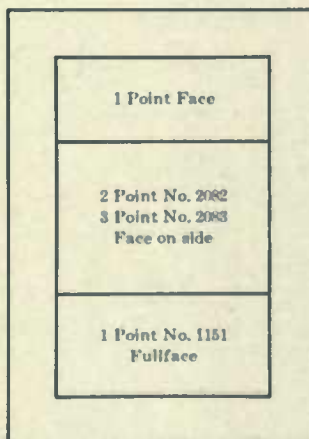 1 Point Face
2 Point No. 2082
3 Point No. 2083
Face on side
1 Point No. 1151
Fullface